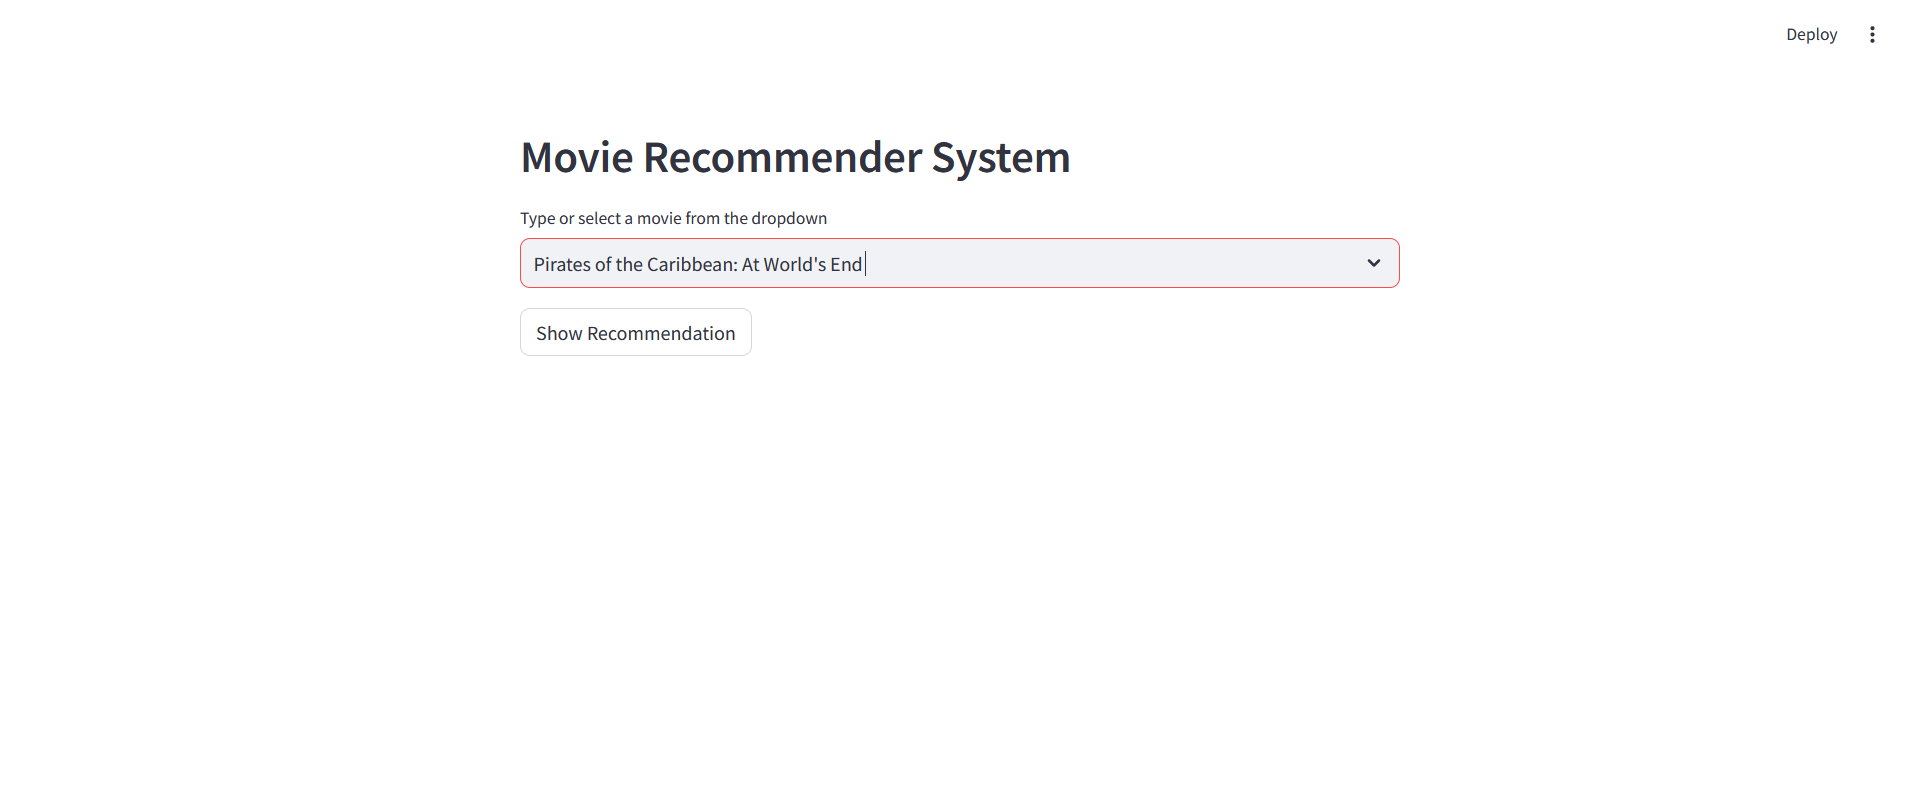 Deploy
Movie Recommender System
Type or select a movie from the dropdown
Pirates of the Caribbean: At World's End
Show Recommendation